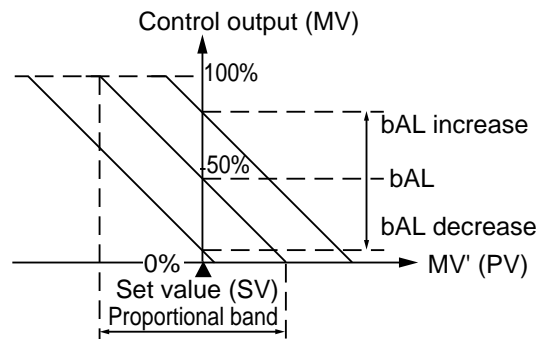 Control output (MV)
100%
bAL increase
-50%
bAL
bAL decrease
0%
MV' (PV)
Set value (SV)
Proportional band